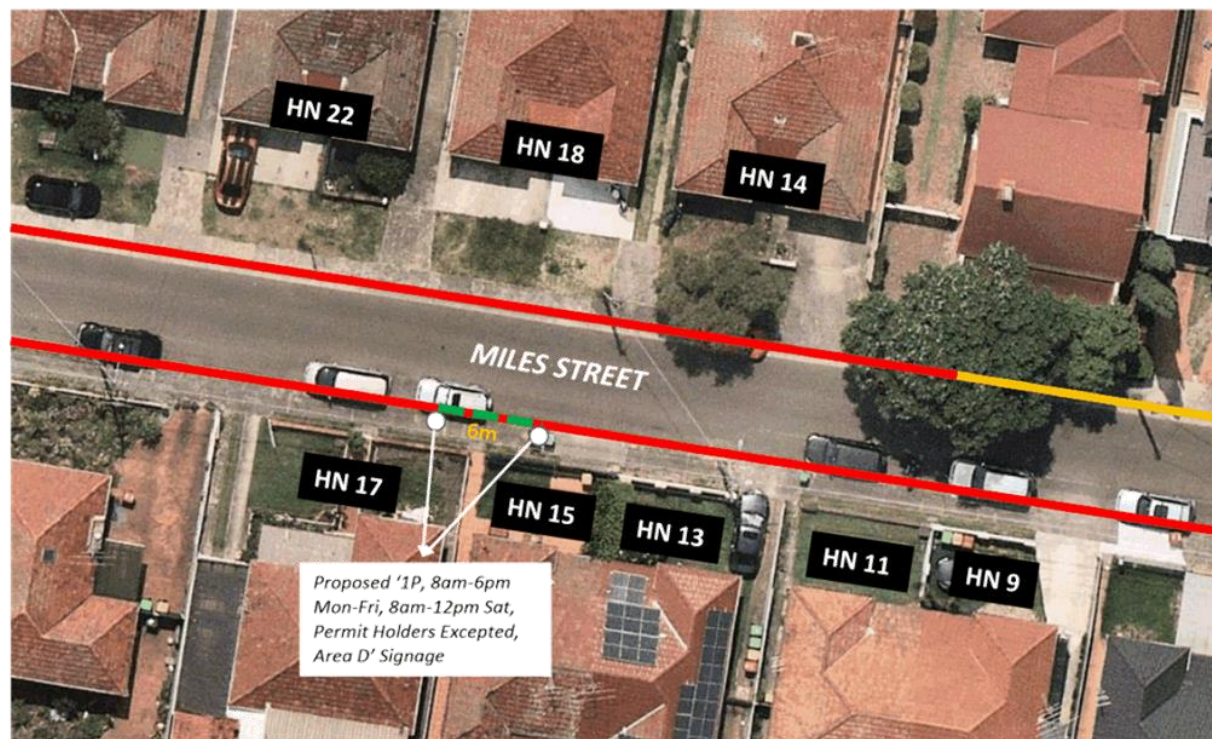 HN 22
HN 18
HN 14
MILES STREET
6m
HN 17
HN 15
HN 13
HN 11
HN 9
Proposed ‘1P, 8am-6pm
Mon-Fri, 8am-12pm Sat,
Permit Holders Excepted,
Area D’ Signage